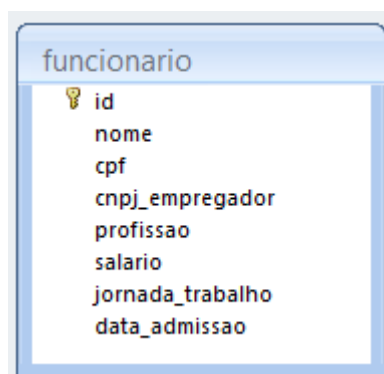 funcionario
id
nome
cpf
cnpj_empregador
profissao
salario
jornada_trabalho
data_admissao